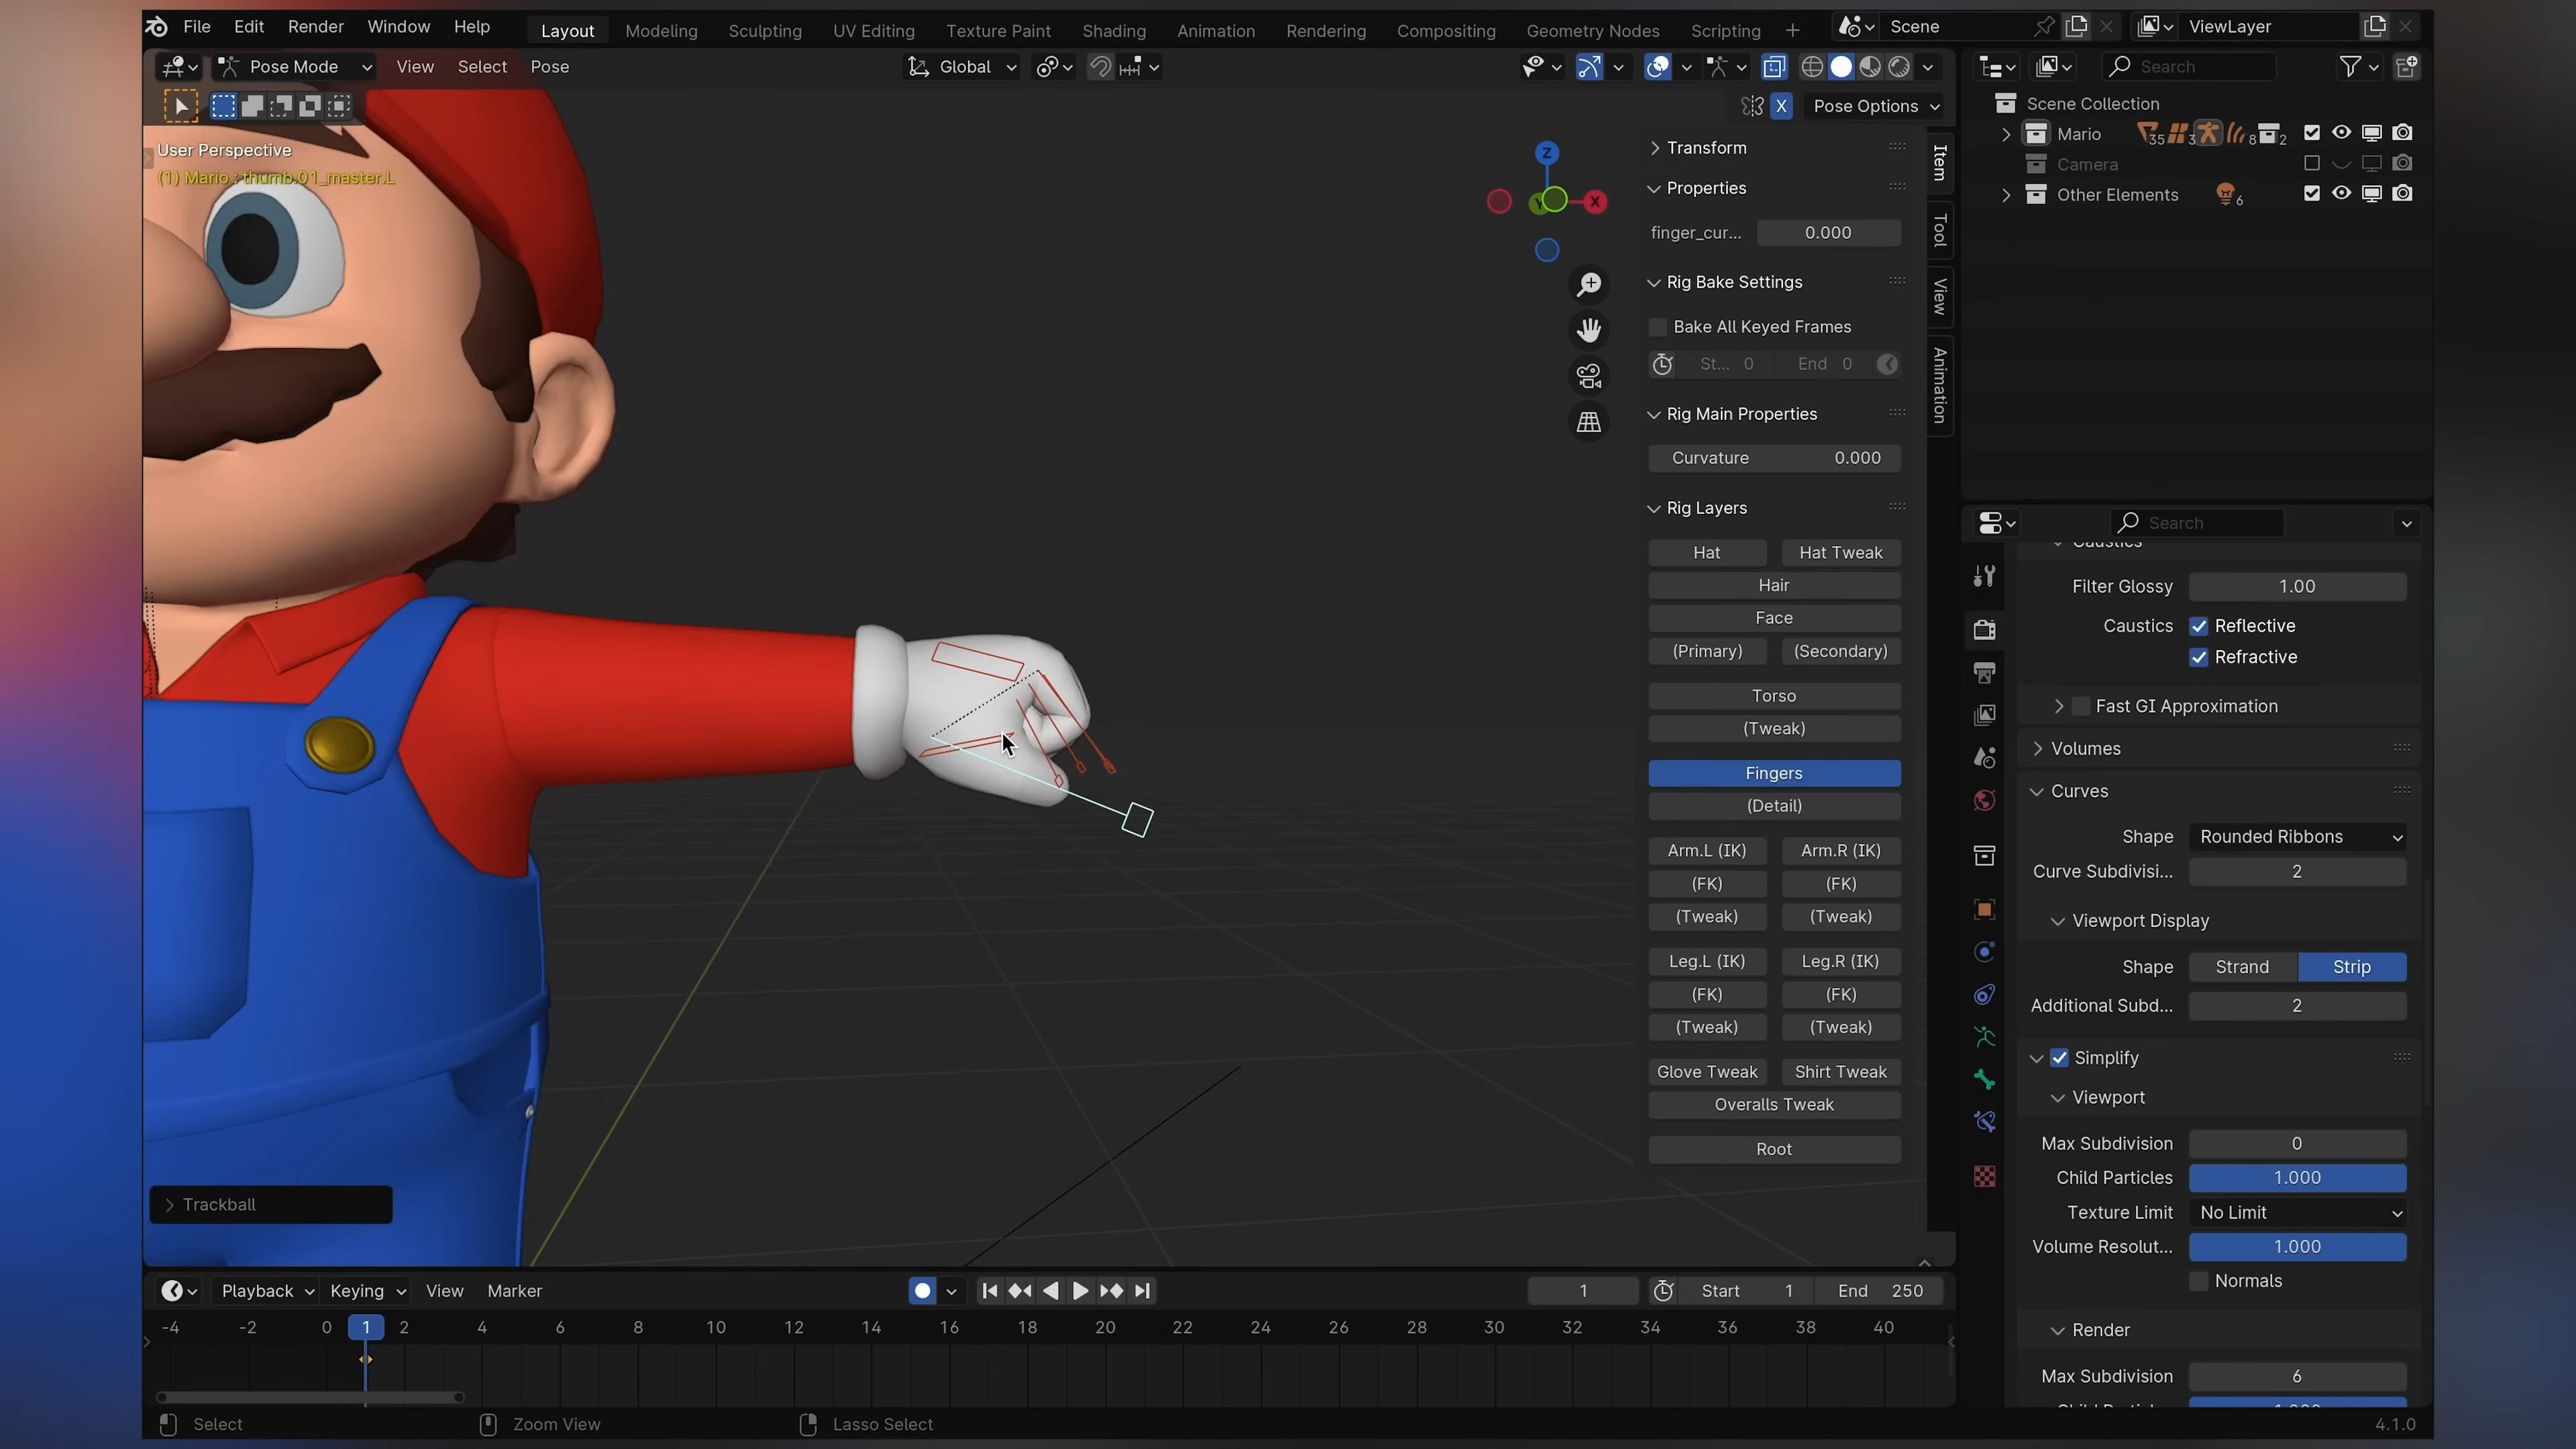 File Edit Render Window Help Layout Modeling Sculpting UV Editing Texture Paint Shading Animation Rendering Compositing Geometry Nodes Scripting + Scene ViewLayer
Pose Mode View Select Pose Global
X Pose Options
User Perspective
(1) Mario : thumb.01_master.L
Z
Y
X
Item
Tool
View
Animation
Transform
Properties
finger_cur... 0.000
Rig Bake Settings
Bake All Keyed Frames
St... 0 End 0
Rig Main Properties
Curvature 0.000
Rig Layers
Hat Hat Tweak
Hair
Face
(Primary) (Secondary)
Torso
(Tweak)
Fingers
(Detail)
Arm.L (IK) Arm.R (IK)
(FK) (FK)
(Tweak) (Tweak)
Leg.L (IK) Leg.R (IK)
(FK) (FK)
(Tweak) (Tweak)
Glove Tweak Shirt Tweak
Overalls Tweak
Root
Trackball
Search
Scene Collection
Mario 35 3 8 2
Camera
Other Elements 6
Search
Caustics
Filter Glossy 1.00
Caustics Reflective
Refractive
Fast GI Approximation
Volumes
Curves
Shape Rounded Ribbons
Curve Subdivisi... 2
Viewport Display
Shape Strand Strip
Additional Subd... 2
Simplify
Viewport
Max Subdivision 0
Child Particles 1.000
Texture Limit No Limit
Volume Resolut... 1.000
Normals
Render
Max Subdivision 6
Playback Keying View Marker 1 Start 1 End 250
-4 -2 0 1 2 4 6 8 10 12 14 16 18 20 22 24 26 28 30 32 34 36 38 40
Select Zoom View Lasso Select 4.1.0